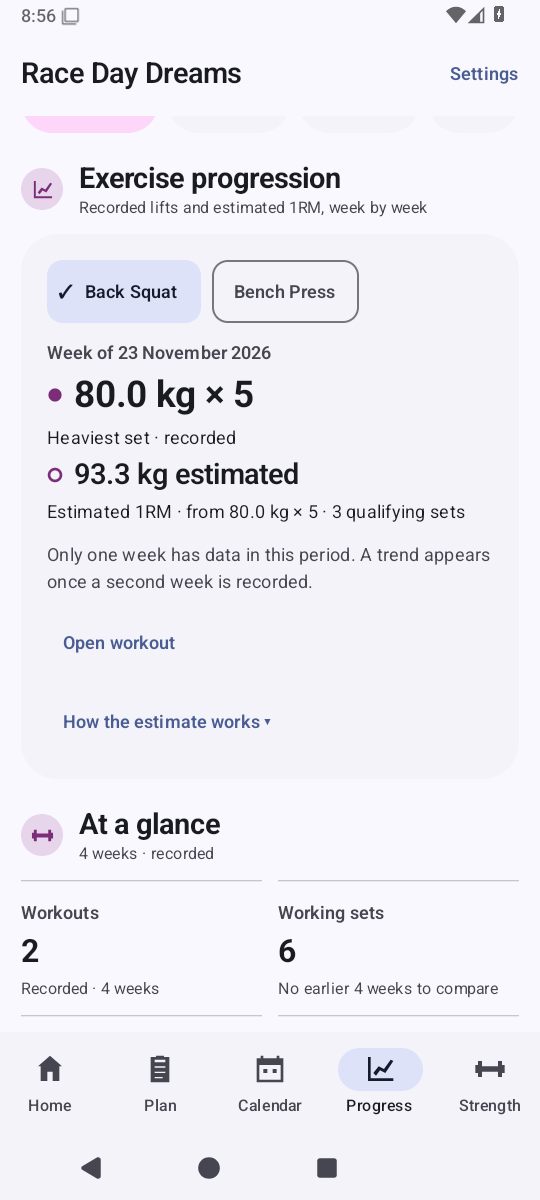 8:56
Race Day Dreams
Settings
Exercise progression
Recorded lifts and estimated 1RM, week by week
✓ Back Squat
Bench Press
Week of 23 November 2026
80.0 kg × 5
Heaviest set · recorded
93.3 kg estimated
Estimated 1RM · from 80.0 kg × 5 · 3 qualifying sets
Only one week has data in this period. A trend appears
once a second week is recorded.
Open workout
How the estimate works ▾
At a glance
4 weeks · recorded
Workouts
2
Recorded · 4 weeks
Working sets
6
No earlier 4 weeks to compare
Home
Plan
Calendar
Progress
Strength